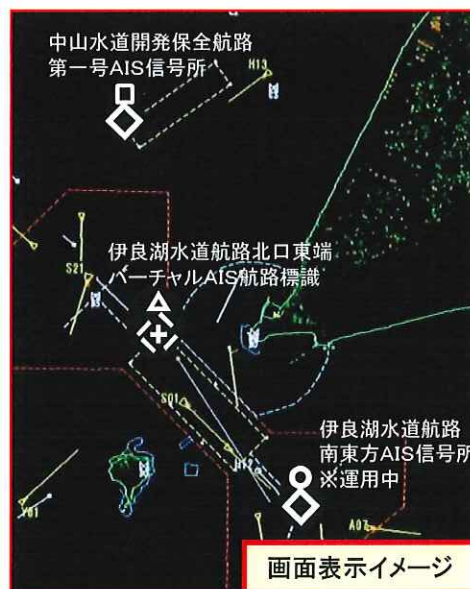 中山水道開発保全航路
第一号AIS信号所
H13
伊良湖水道航路北口東端
バーチャルAIS航路標識
S21
S01
伊良湖水道航路
南東方AIS信号所
※運用中
H12
Y01
A07
画面表示イメージ